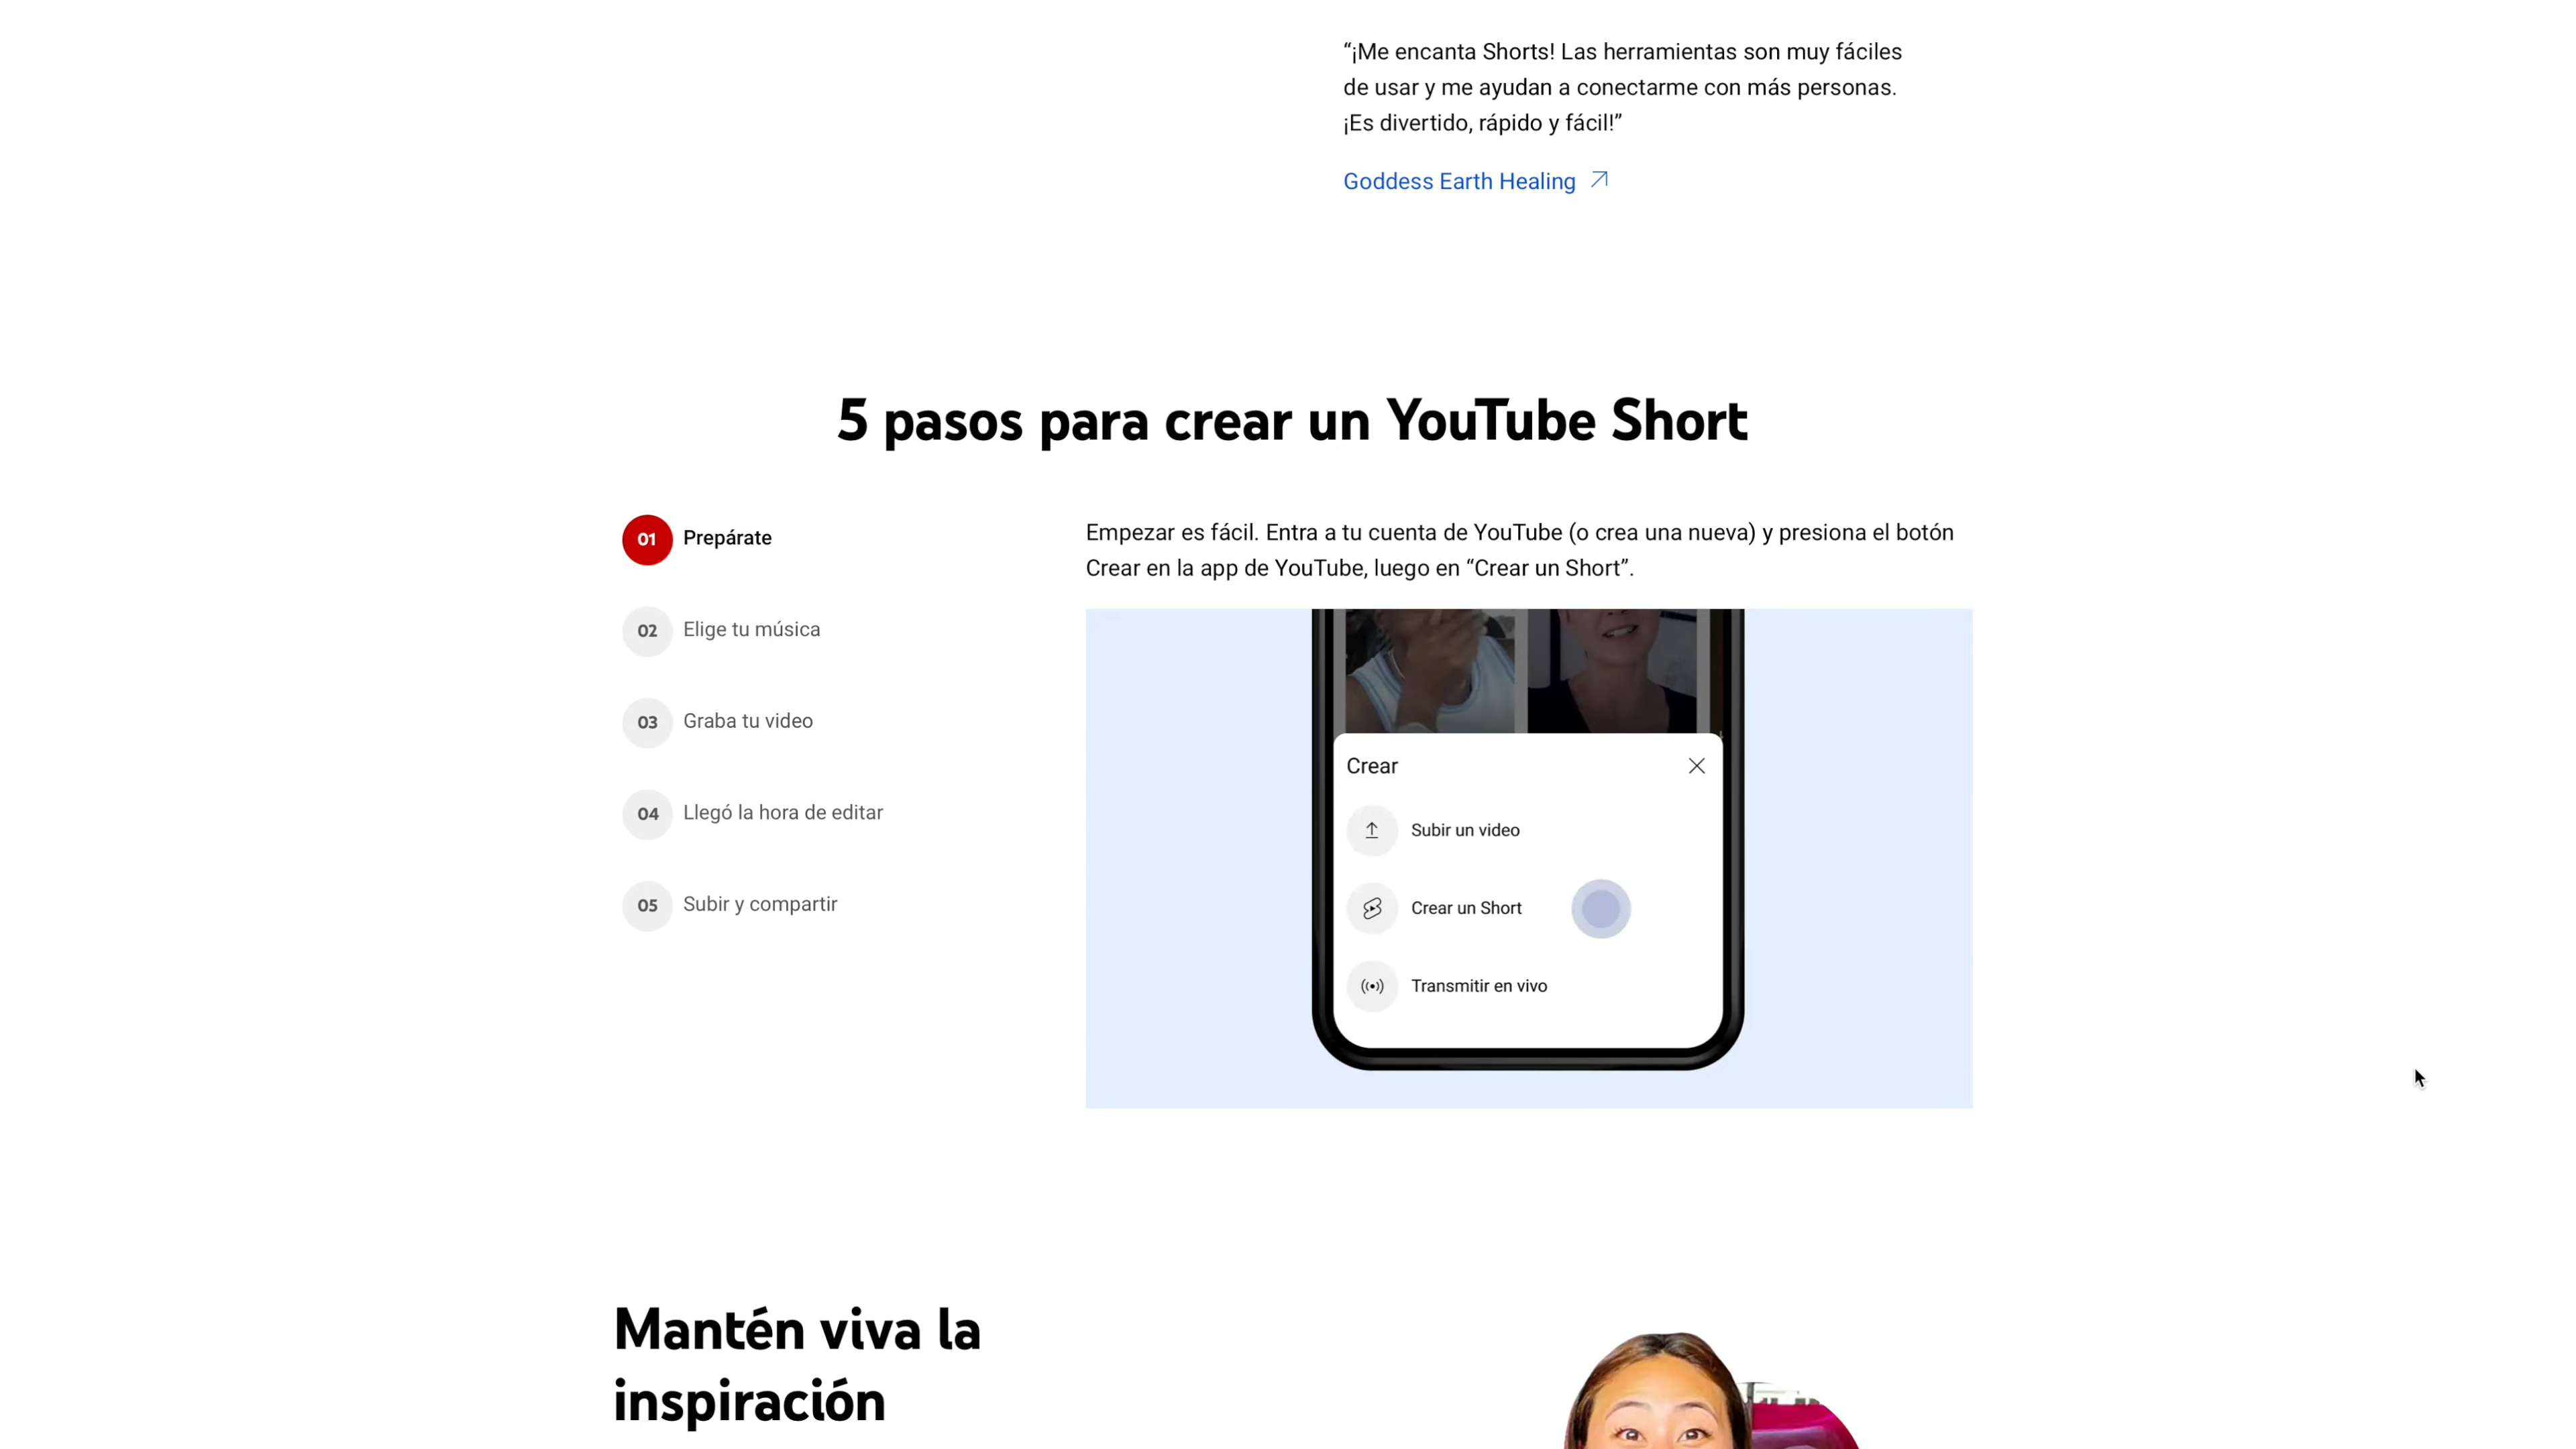 “¡Me encanta Shorts! Las herramientas son muy fáciles
de usar y me ayudan a conectarme con más personas.
¡Es divertido, rápido y fácil!”
Goddess Earth Healing
5 pasos para crear un YouTube Short
01 Prepárate
02 Elige tu música
03 Graba tu video
04 Llegó la hora de editar
05 Subir y compartir
Empezar es fácil. Entra a tu cuenta de YouTube (o crea una nueva) y presiona el botón
Crear en la app de YouTube, luego en “Crear un Short”.
Crear
Subir un video
Crear un Short
Transmitir en vivo
Mantén viva la
inspiración